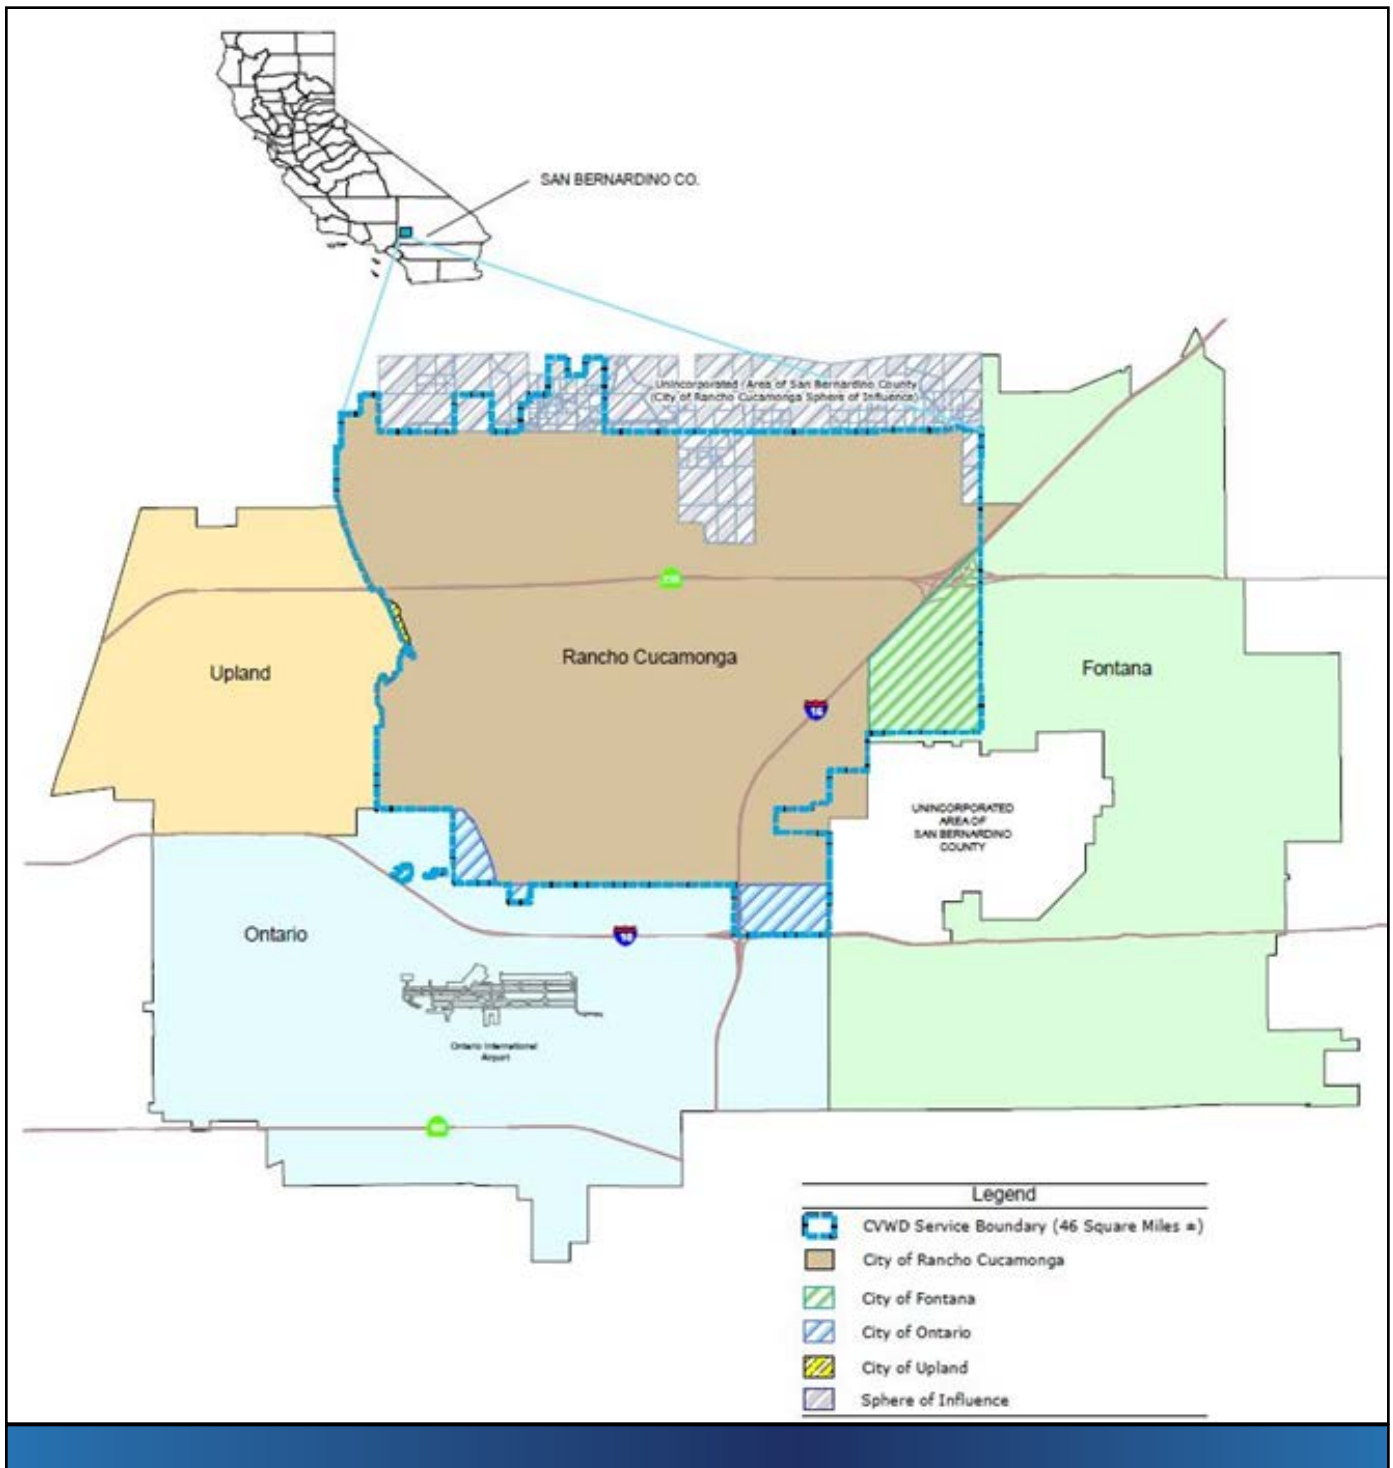 SAN BERNARDINO CO.
Unincorporated (Area of San Bernardino County
(City of Rancho Cucamonga Sphere of Influence)
Upland
Rancho Cucamonga
Fontana
UNINCORPORATED
AREA OF
SAN BERNARDINO
COUNTY
Ontario
Ontario International
Airport
Legend
CVWD Service Boundary (46 Square Miles ±)
City of Rancho Cucamonga
City of Fontana
City of Ontario
City of Upland
Sphere of Influence